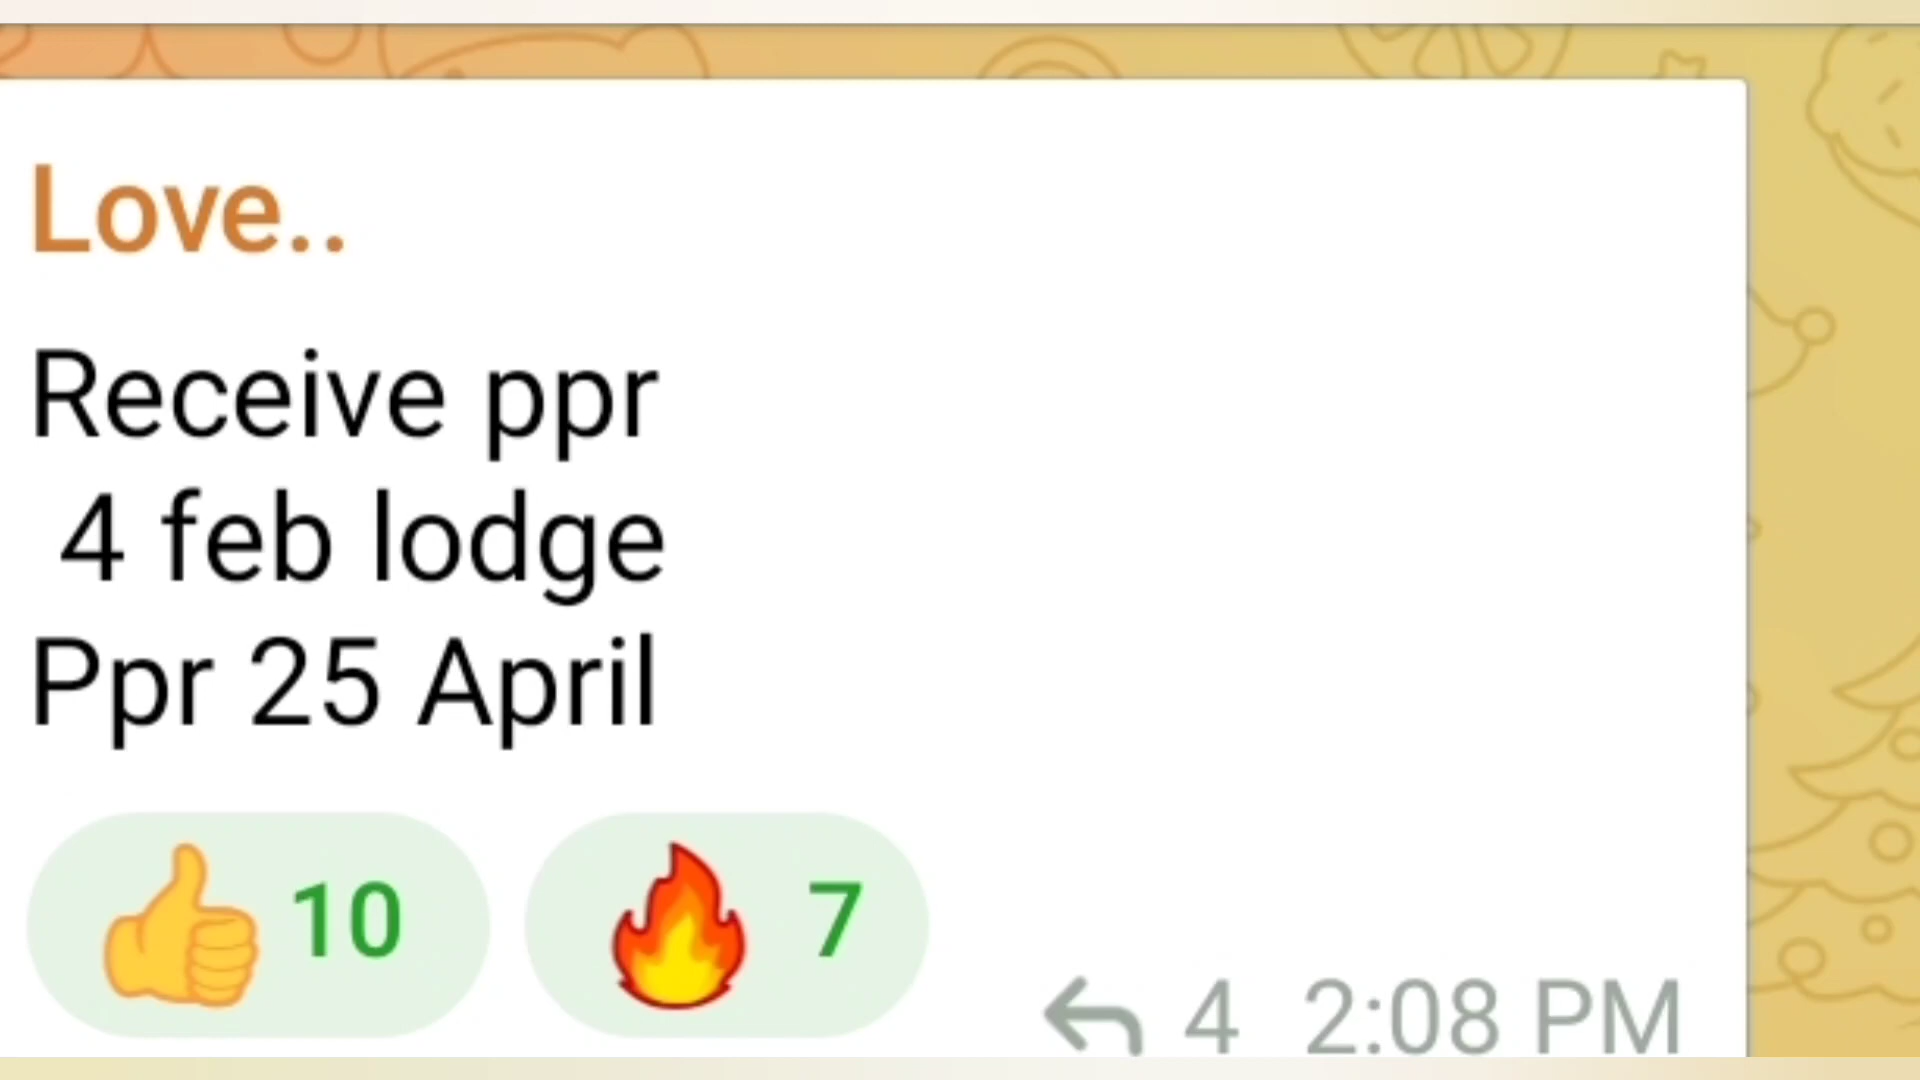 Love..
Receive ppr
4 feb lodge
Ppr 25 April
👍 10 🔥 7
4 2:08 PM